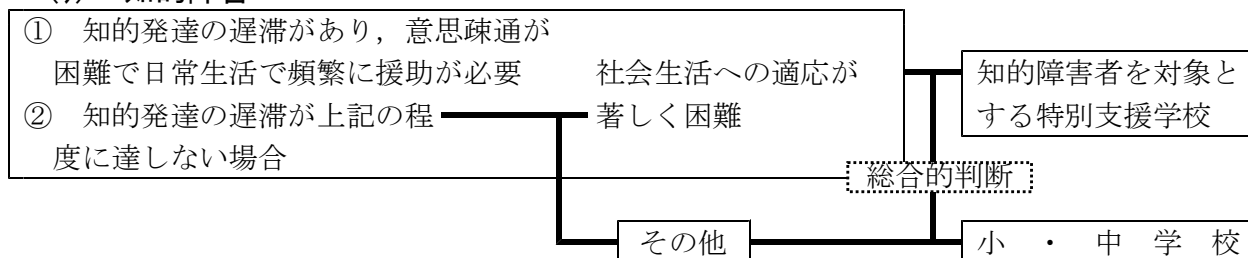 ① 知的発達の遅滞があり，意思疎通が
困難で日常生活で頻繁に援助が必要
② 知的発達の遅滞が上記の程
度に達しない場合
社会生活への適応が
著しく困難
知的障害者を対象と
する特別支援学校
総合的判断
その他
小・中学校